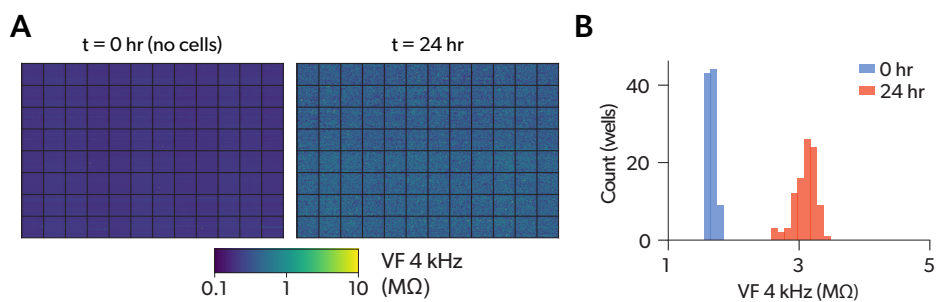 A
t = 0 hr (no cells)
t = 24 hr
0.1
1
10
VF 4 kHz
(MΩ)
B
Count (wells)
40
20
0
1
3
5
VF 4 kHz (MΩ)
0 hr
24 hr